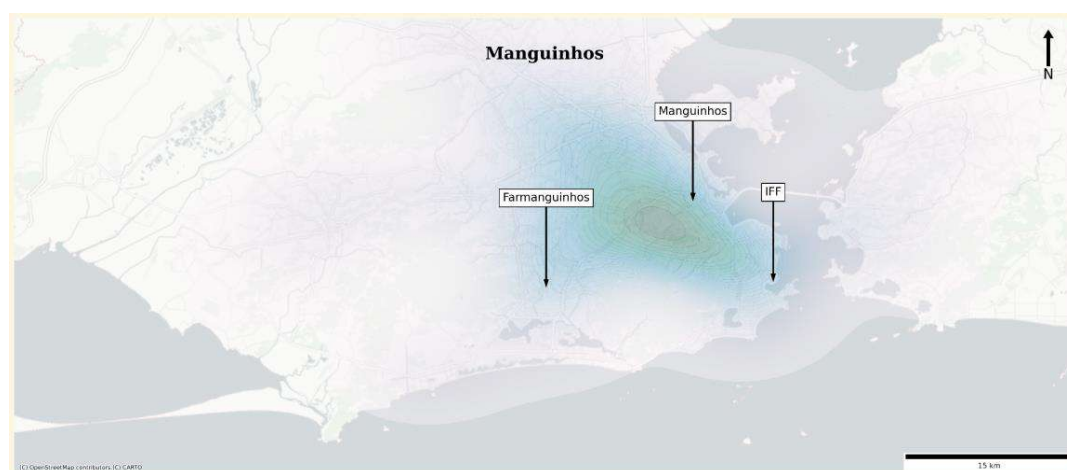 Manguinhos
N
Manguinhos
IFF
Farmanguinhos
(C) OpenStreetMap contributors (C) CARTO
15 km